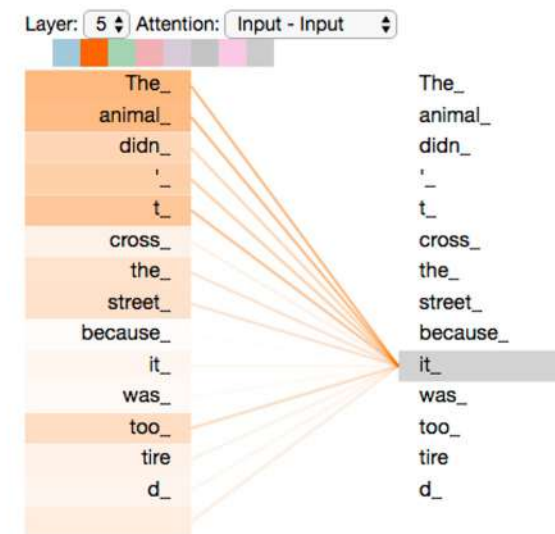 Layer: 5 Attention: Input - Input
The_ The_
animal_ animal_
didn_ didn_
'_ '_
t_ t_
cross_ cross_
the_ the_
street_ street_
because_ because_
it_ it_
was_ was_
too_ too_
tire tire
d_ d_